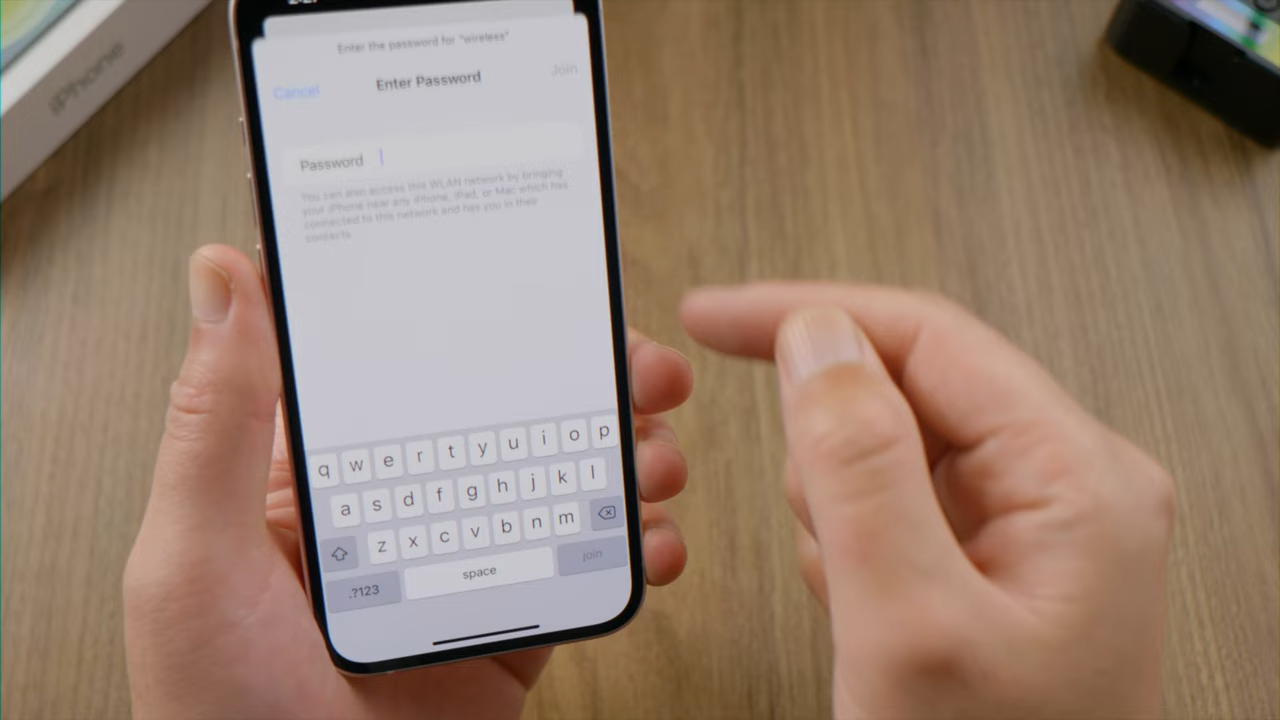 iPhone
Enter the password for "wireless"
Cancel
Enter Password
Join
Password
You can also access this WLAN network by bringing
your iPhone near any iPhone, iPad, or Mac which has
connected to this network and has you in their
contacts.
q w e r t y u i o p
a s d f g h j k l
z x c v b n m
.?123
space
join